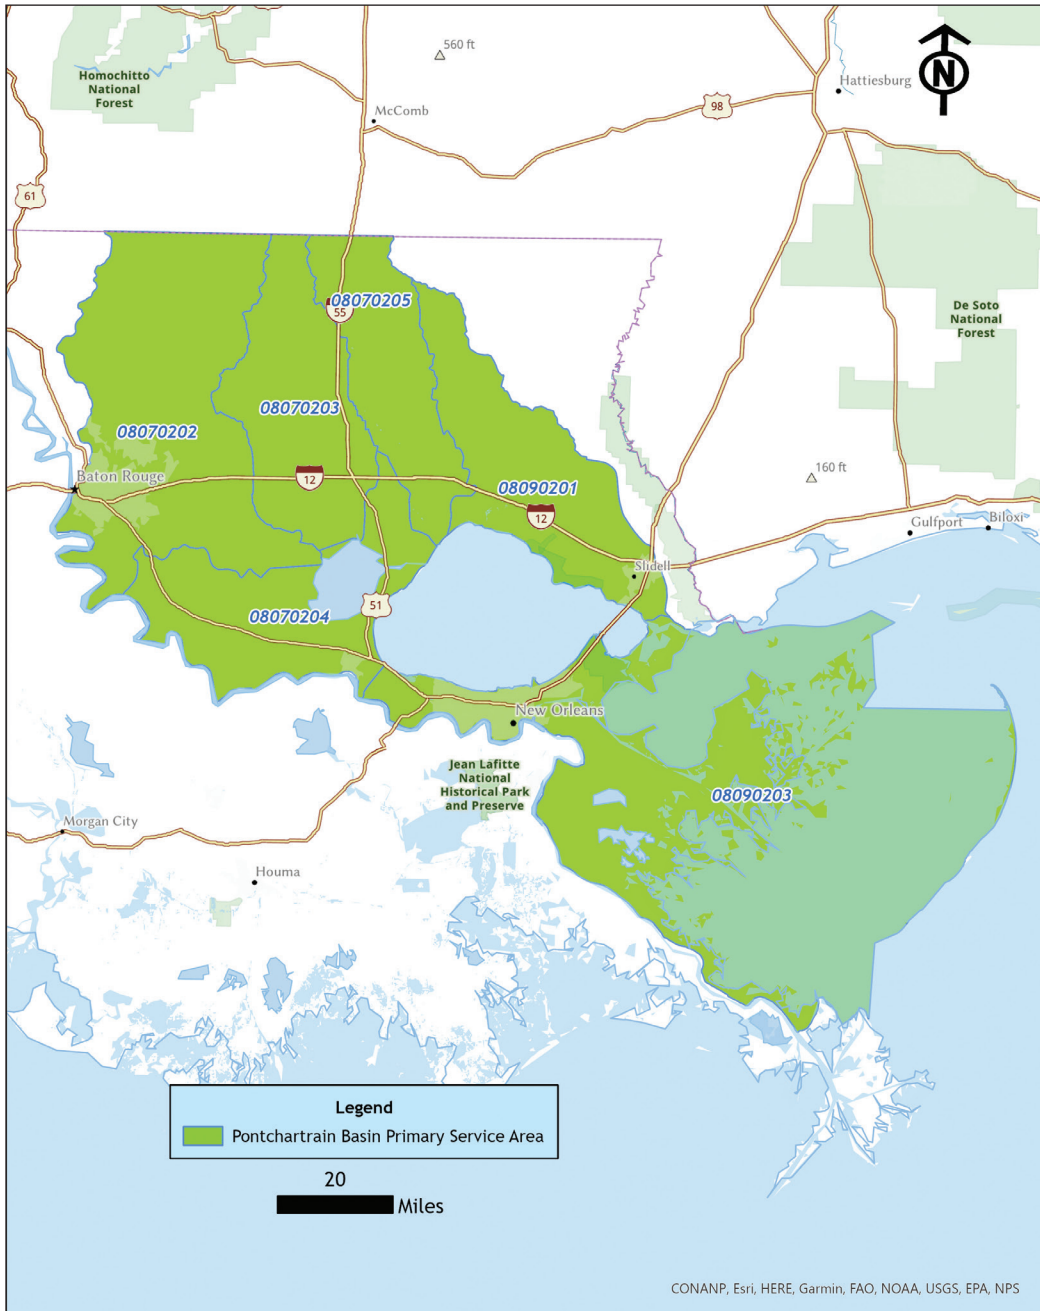 560 ft
Homochitto
National
Forest
N
Hattiesburg
McComb
98
61
08070205
55
De Soto
National
Forest
08070203
08070202
Baton Rouge
12
08090201
160 ft
12
Gulfport
Biloxi
Slidell
51
08070204
New Orleans
Jean Lafitte
National
Historical Park
and Preserve
08090203
Morgan City
Houma
Legend
Pontchartrain Basin Primary Service Area
20
Miles
CONANP, Esri, HERE, Garmin, FAO, NOAA, USGS, EPA, NPS